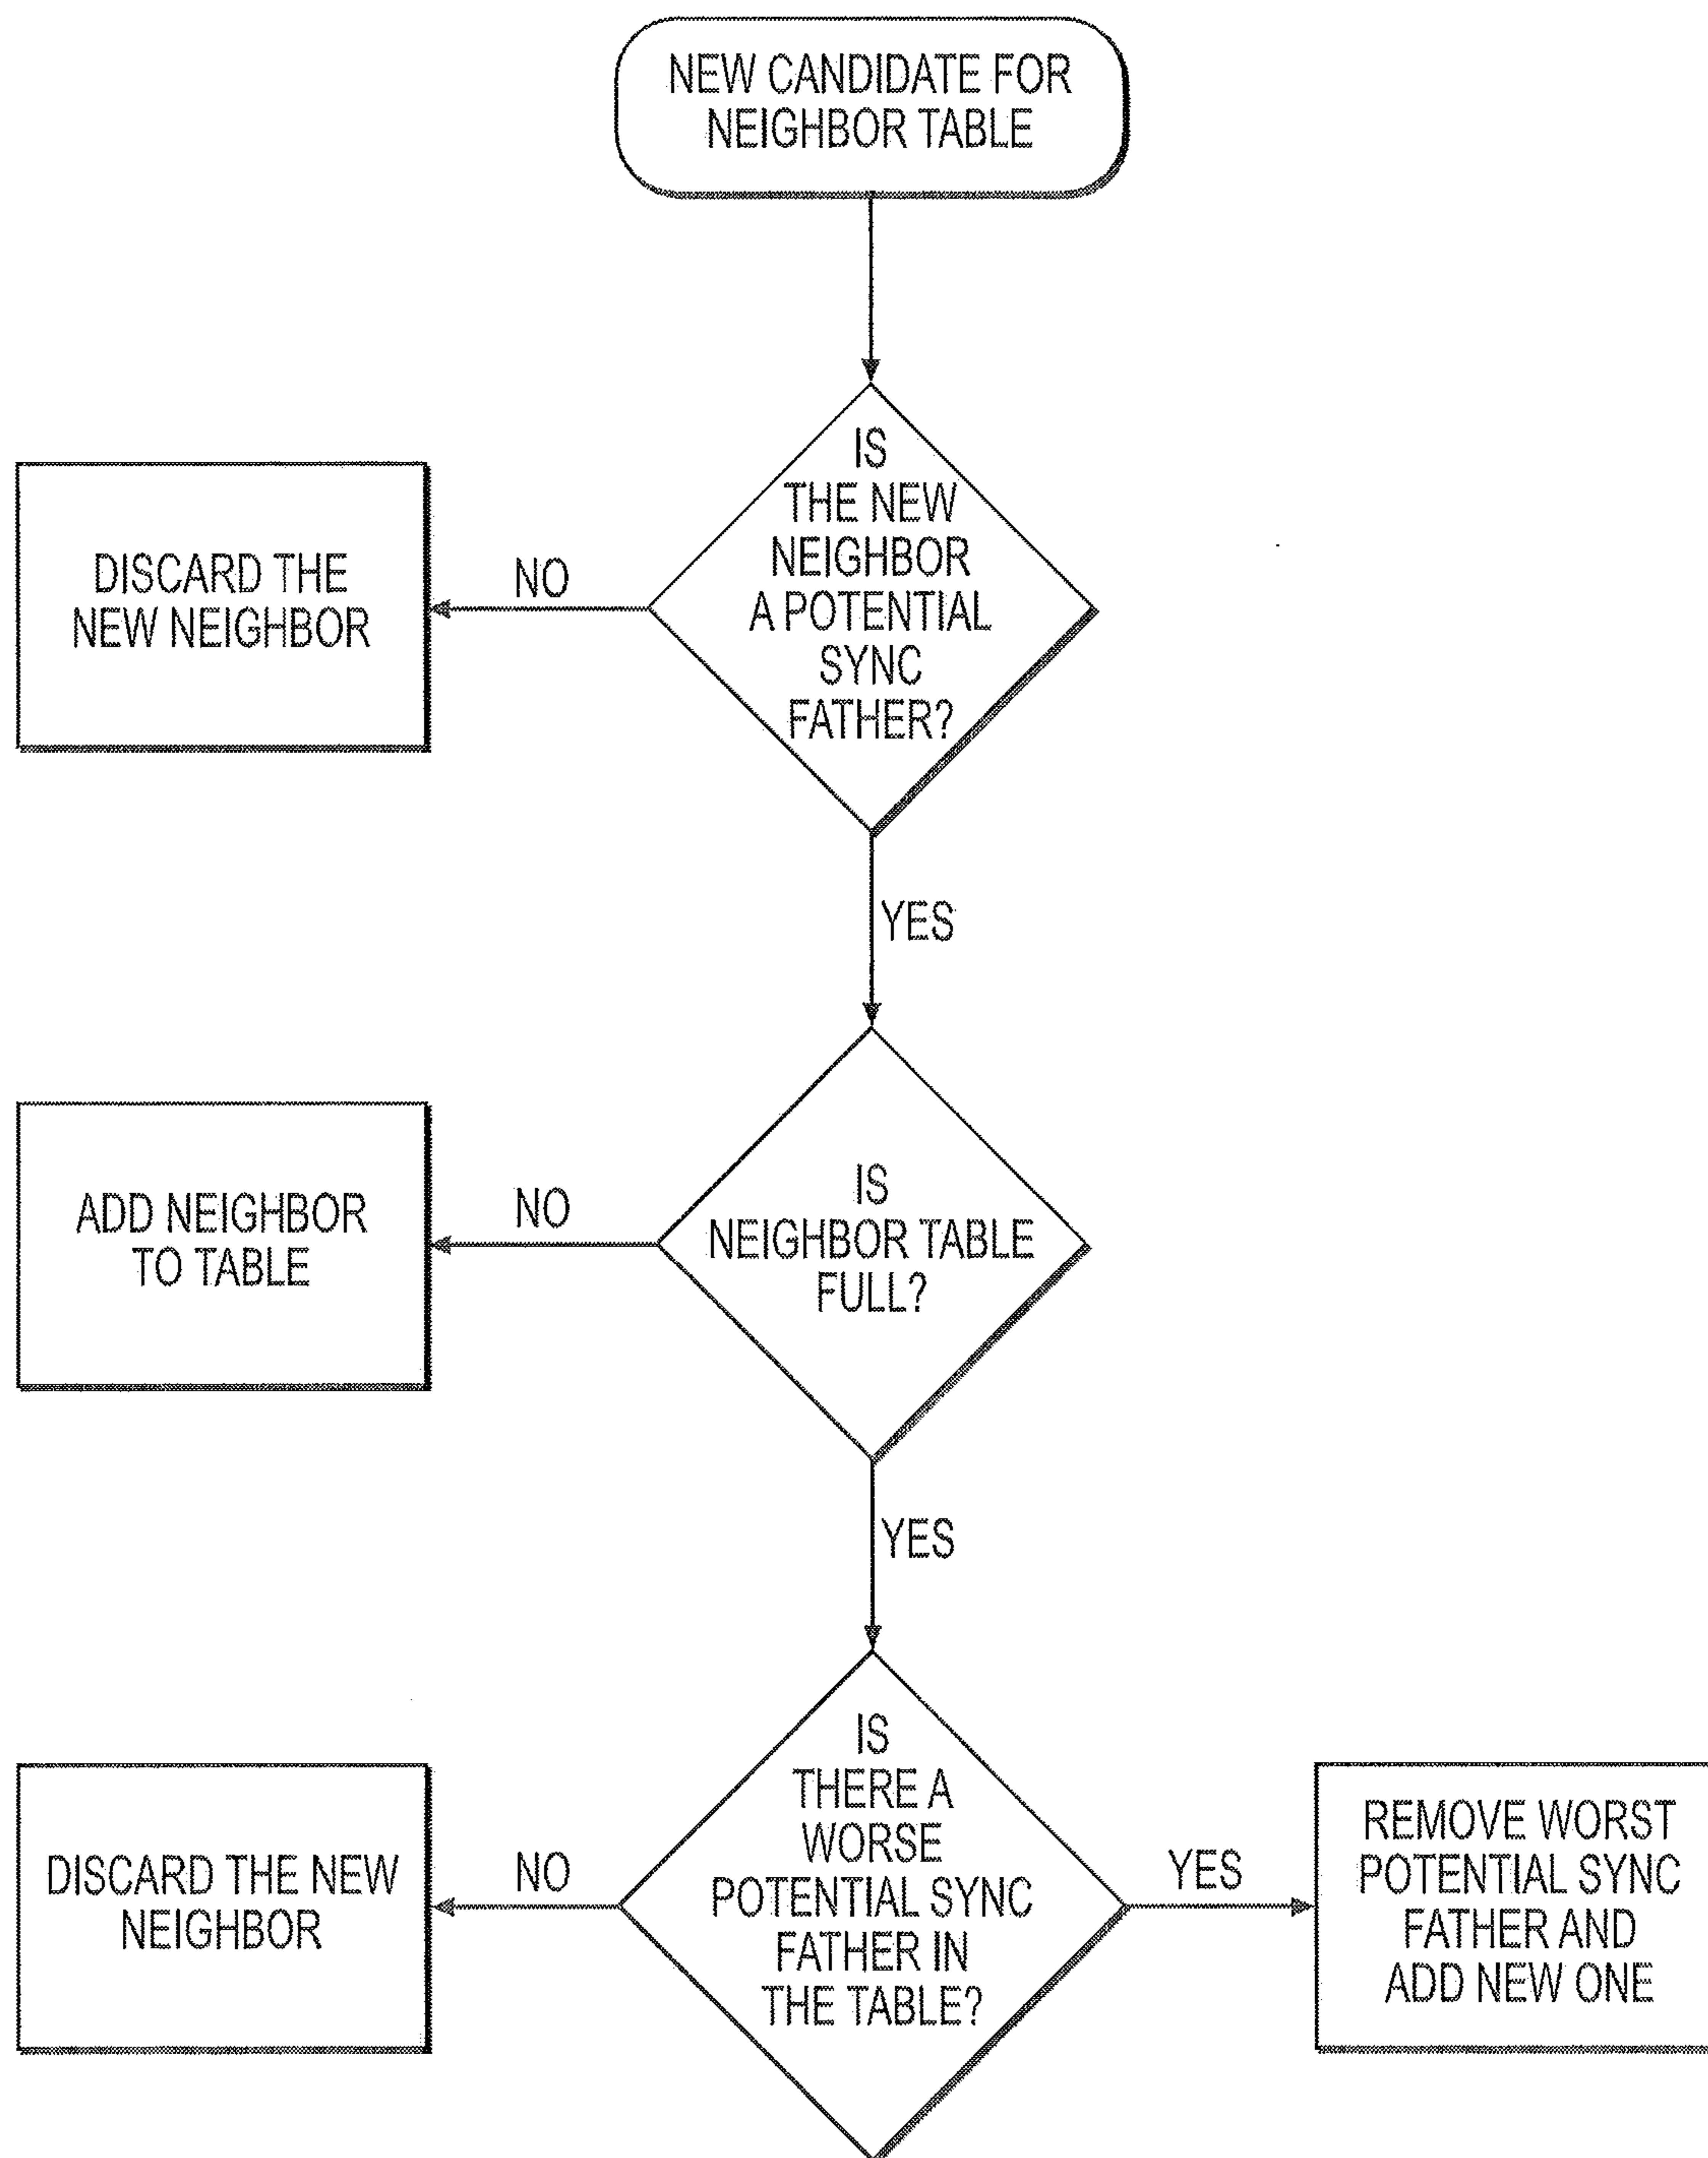 NEW CANDIDATE FOR
NEIGHBOR TABLE
IS
THE NEW
NEIGHBOR
A POTENTIAL
SYNC
FATHER?
NO
DISCARD THE
NEW NEIGHBOR
YES
IS
NEIGHBOR TABLE
FULL?
NO
ADD NEIGHBOR
TO TABLE
YES
IS
THERE A
WORSE
POTENTIAL SYNC
FATHER IN
THE TABLE?
NO
DISCARD THE NEW
NEIGHBOR
YES
REMOVE WORST
POTENTIAL SYNC
FATHER AND
ADD NEW ONE